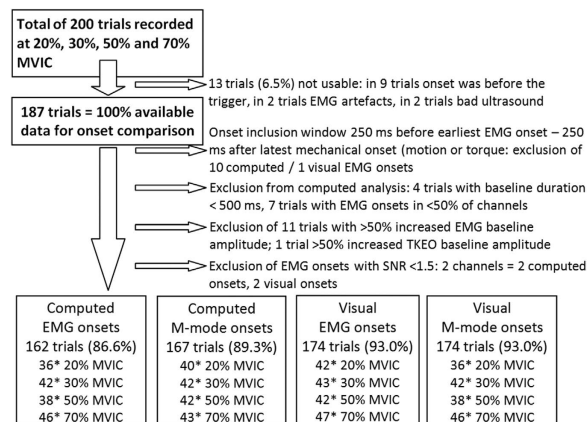 Total of 200 trials recorded
at 20%, 30%, 50% and 70%
MVIC
13 trials (6.5%) not usable: in 9 trials onset was before the
trigger, in 2 trials EMG artefacts, in 2 trials bad ultrasound
187 trials = 100% available
data for onset comparison
Onset inclusion window 250 ms before earliest EMG onset – 250
ms after latest mechanical onset (motion or torque: exclusion of
10 computed / 1 visual EMG onsets
Exclusion from computed analysis: 4 trials with baseline duration
< 500 ms, 7 trials with EMG onsets in <50% of channels
Exclusion of 11 trials with >50% increased EMG baseline
amplitude; 1 trial >50% increased TKEO baseline amplitude
Exclusion of EMG onsets with SNR <1.5: 2 channels = 2 computed
onsets, 2 visual onsets
Computed
EMG onsets
162 trials (86.6%)
36* 20% MVIC
42* 30% MVIC
38* 50% MVIC
46* 70% MVIC
Computed
M-mode onsets
167 trials (89.3%)
40* 20% MVIC
42* 30% MVIC
42* 50% MVIC
43* 70% MVIC
Visual
EMG onsets
174 trials (93.0%)
42* 20% MVIC
43* 30% MVIC
42* 50% MVIC
47* 70% MVIC
Visual
M-mode onsets
174 trials (93.0%)
36* 20% MVIC
42* 30% MVIC
38* 50% MVIC
46* 70% MVIC